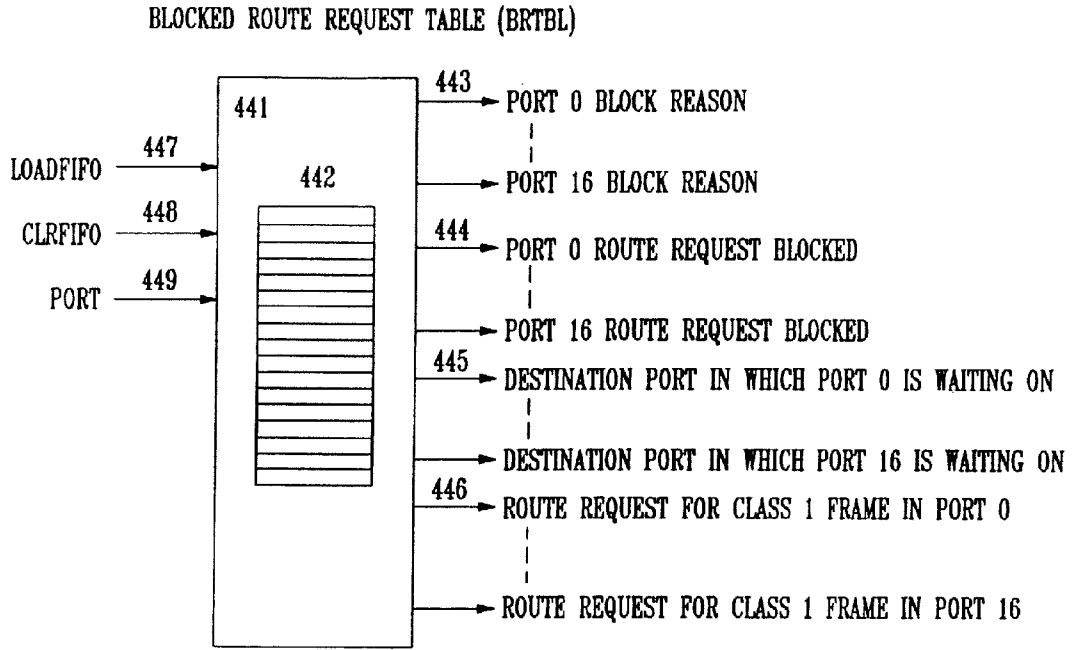 BLOCKED ROUTE REQUEST TABLE (BRTBL)
441
442
447
LOADFIFO
448
CLRFIFO
449
PORT
443
PORT 0 BLOCK REASON
PORT 16 BLOCK REASON
444
PORT 0 ROUTE REQUEST BLOCKED
PORT 16 ROUTE REQUEST BLOCKED
445
DESTINATION PORT IN WHICH PORT 0 IS WAITING ON
DESTINATION PORT IN WHICH PORT 16 IS WAITING ON
446
ROUTE REQUEST FOR CLASS 1 FRAME IN PORT 0
ROUTE REQUEST FOR CLASS 1 FRAME IN PORT 16